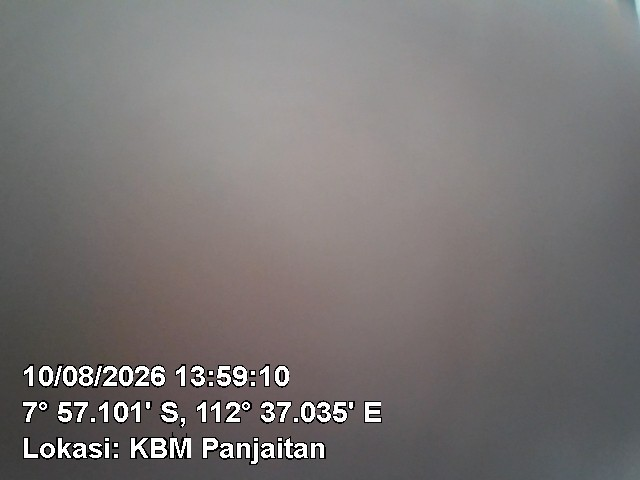 10/08/2026 13:59:10
7° 57.101' S, 112° 37.035' E
Lokasi: KBM Panjaitan